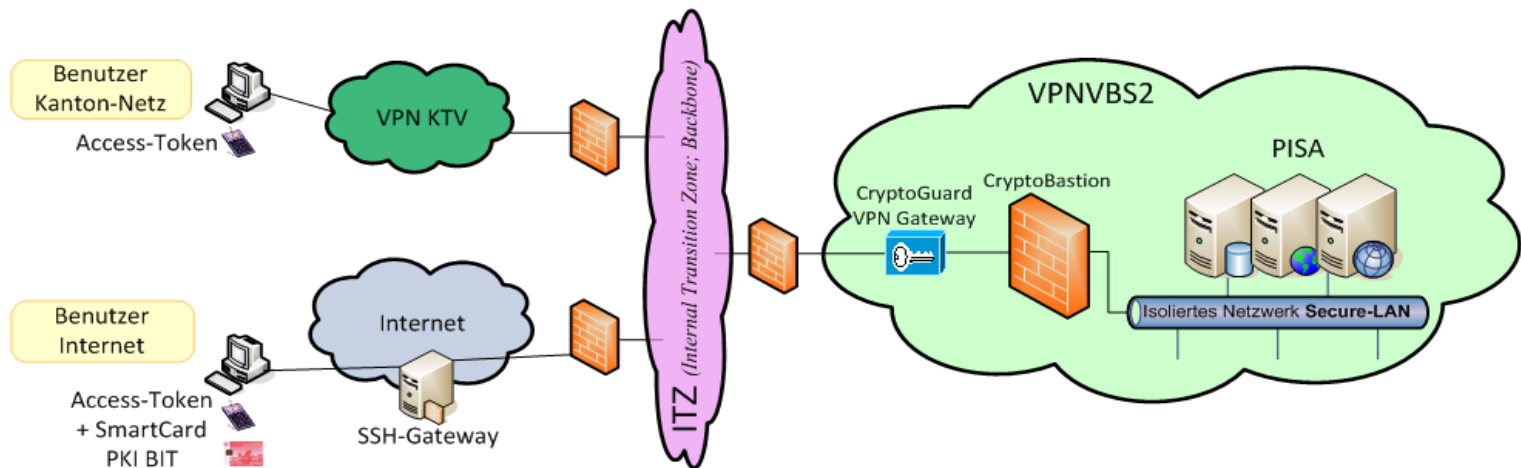 Benutzer
Kanton-Netz
Access-Token
VPN KTV
Benutzer
Internet
Access-Token
+ SmartCard
PKI BIT
Internet
SSH-Gateway
ITZ (Internal Transition Zone; Backbone)
VPNVBS2
CryptoGuard
VPN Gateway
CryptoBastion
PISA
Isoliertes Netzwerk Secure-LAN